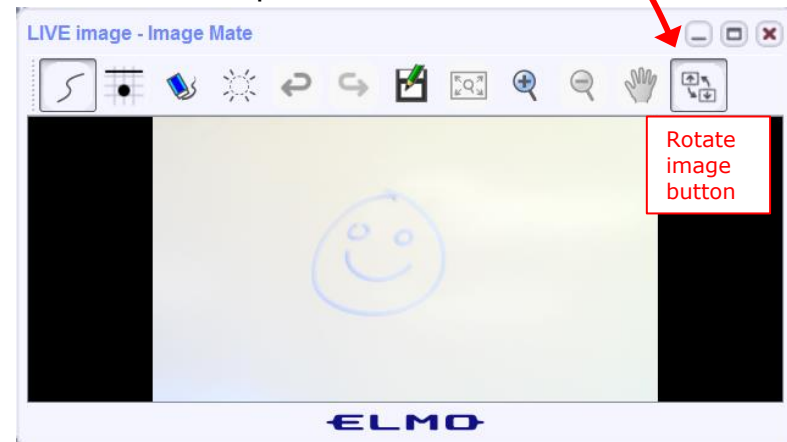 LIVE image - Image Mate
Rotate
image
button
ELMO